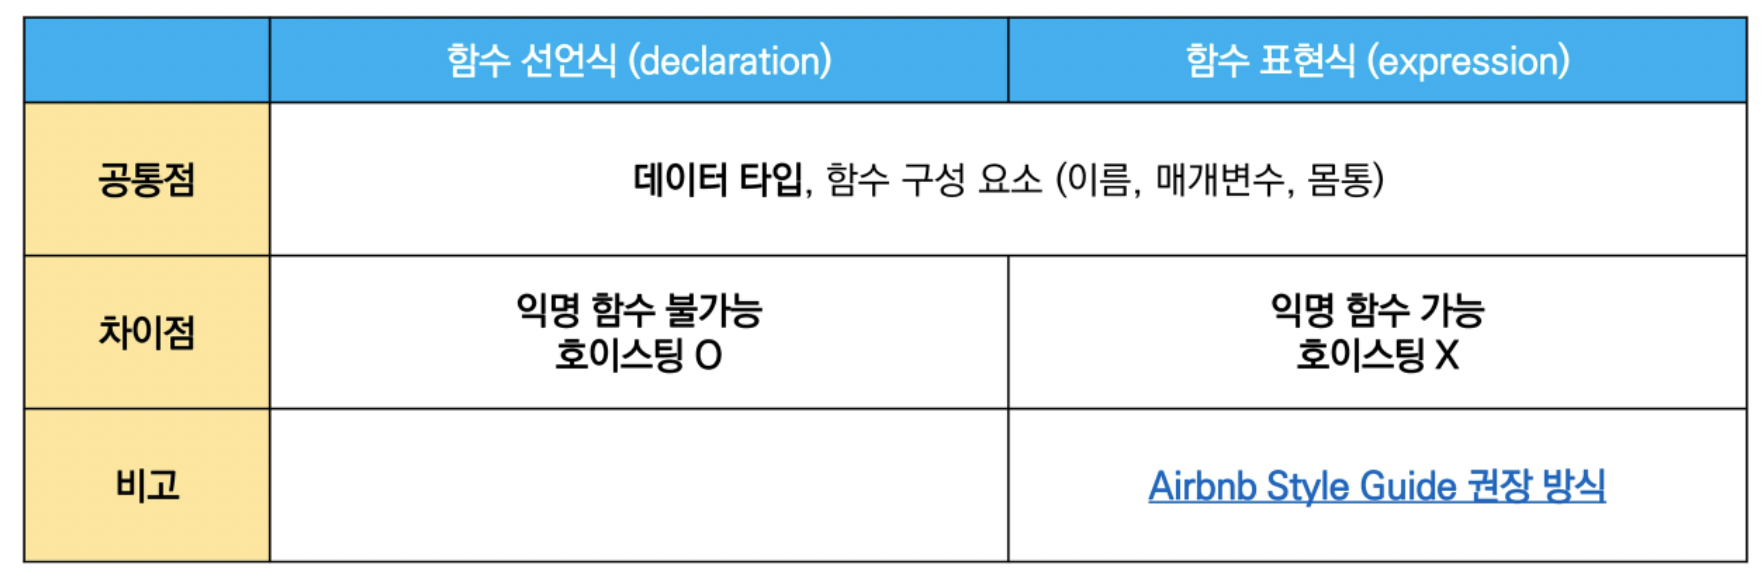 함수 선언식 (declaration)
함수 표현식 (expression)
공통점
데이터 타입, 함수 구성 요소 (이름, 매개변수, 몸통)
차이점
익명 함수 불가능
호이스팅 O
익명 함수 가능
호이스팅 X
비고
Airbnb Style Guide 권장 방식